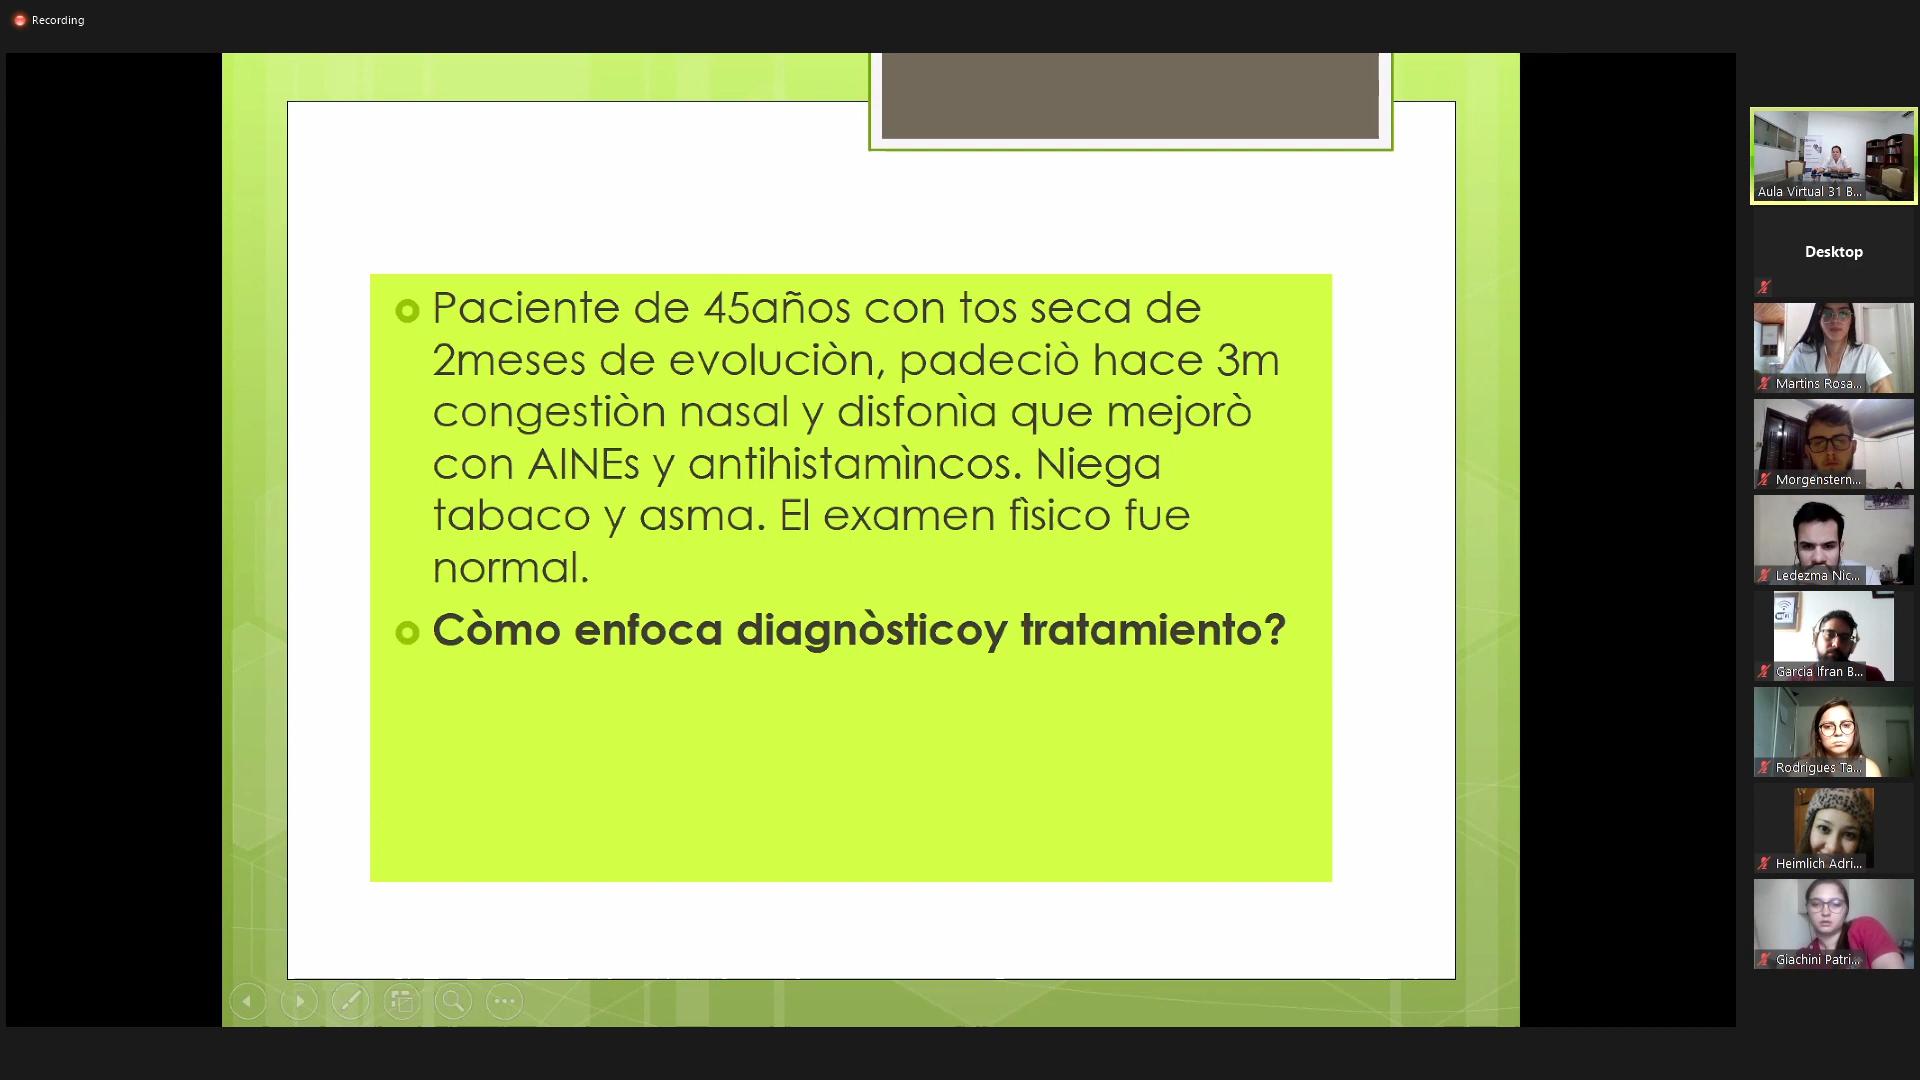 Recording
Paciente de 45años con tos seca de
2meses de evoluciòn, padeciò hace 3m
congestiòn nasal y disfonìa que mejorò
con AINEs y antihistamìncos. Niega
tabaco y asma. El examen fìsico fue
normal.
Còmo enfoca diagnòsticoy tratamiento?
Aula Virtual 31 B...
Desktop
Martins Rosa...
Morgenstern...
Ledezma Nic...
Garcia Ifran B...
Rodrigues Ta...
Heimlich Adri...
Giachini Patri...